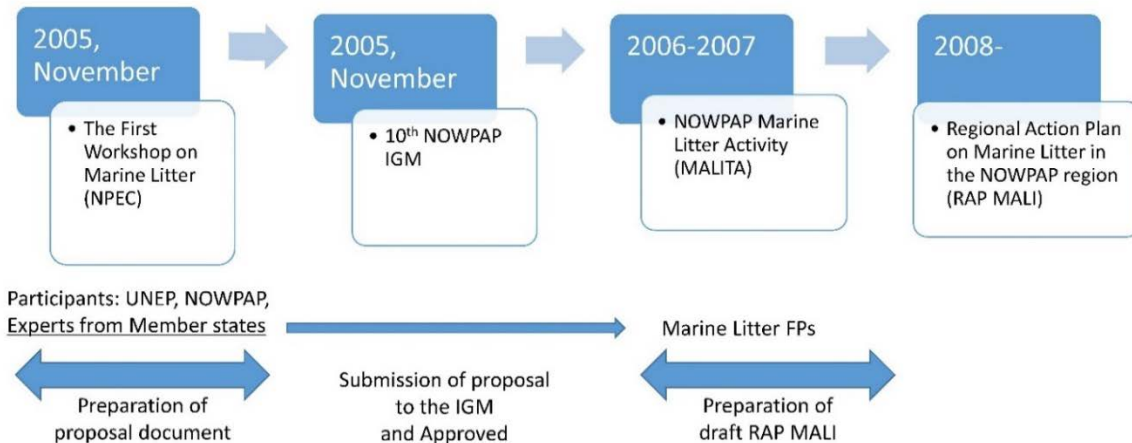 2005,
November
• The First
Workshop on
Marine Litter
(NPEC)
2005,
November
• 10th NOWPAP
IGM
2006-2007
• NOWPAP Marine
Litter Activity
(MALITA)
2008-
• Regional Action Plan
on Marine Litter in
the NOWPAP region
(RAP MALI)
Participants: UNEP, NOWPAP,
Experts from Member states
Marine Litter FPs
Preparation of
proposal document
Submission of proposal
to the IGM
and Approved
Preparation of
draft RAP MALI